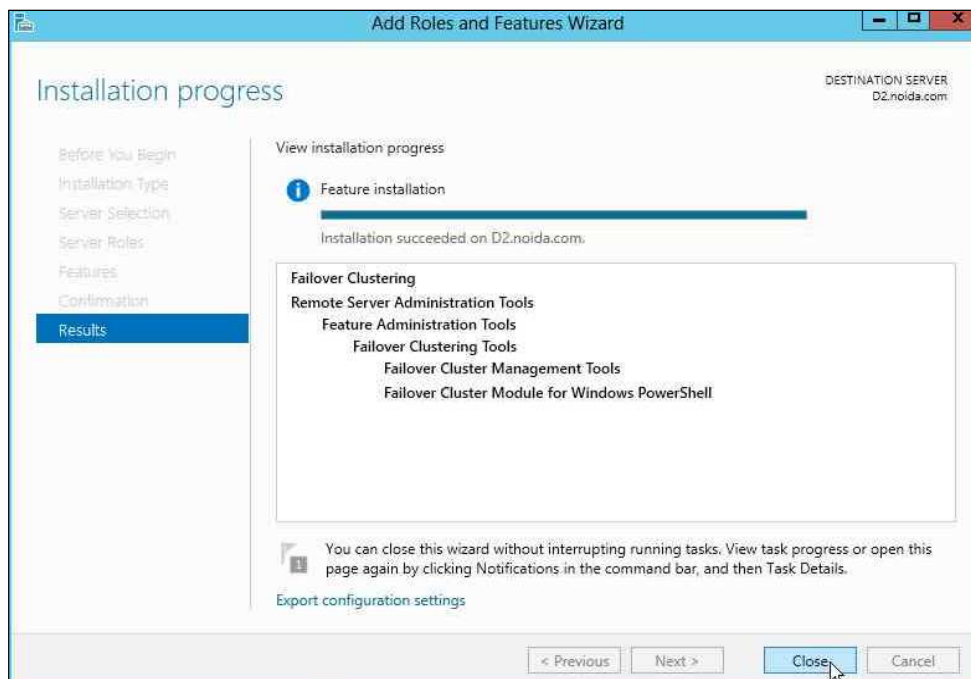 Add Roles and Features Wizard
Installation progress
DESTINATION SERVER
D2.noida.com
Before You Begin
Installation Type
Server Selection
Server Roles
Features
Confirmation
Results
View installation progress
Feature installation
Installation succeeded on D2.noida.com.
Failover Clustering
Remote Server Administration Tools
Feature Administration Tools
Failover Clustering Tools
Failover Cluster Management Tools
Failover Cluster Module for Windows PowerShell
1
You can close this wizard without interrupting running tasks. View task progress or open this
page again by clicking Notifications in the command bar, and then Task Details.
Export configuration settings
< Previous
Next >
Close
Cancel